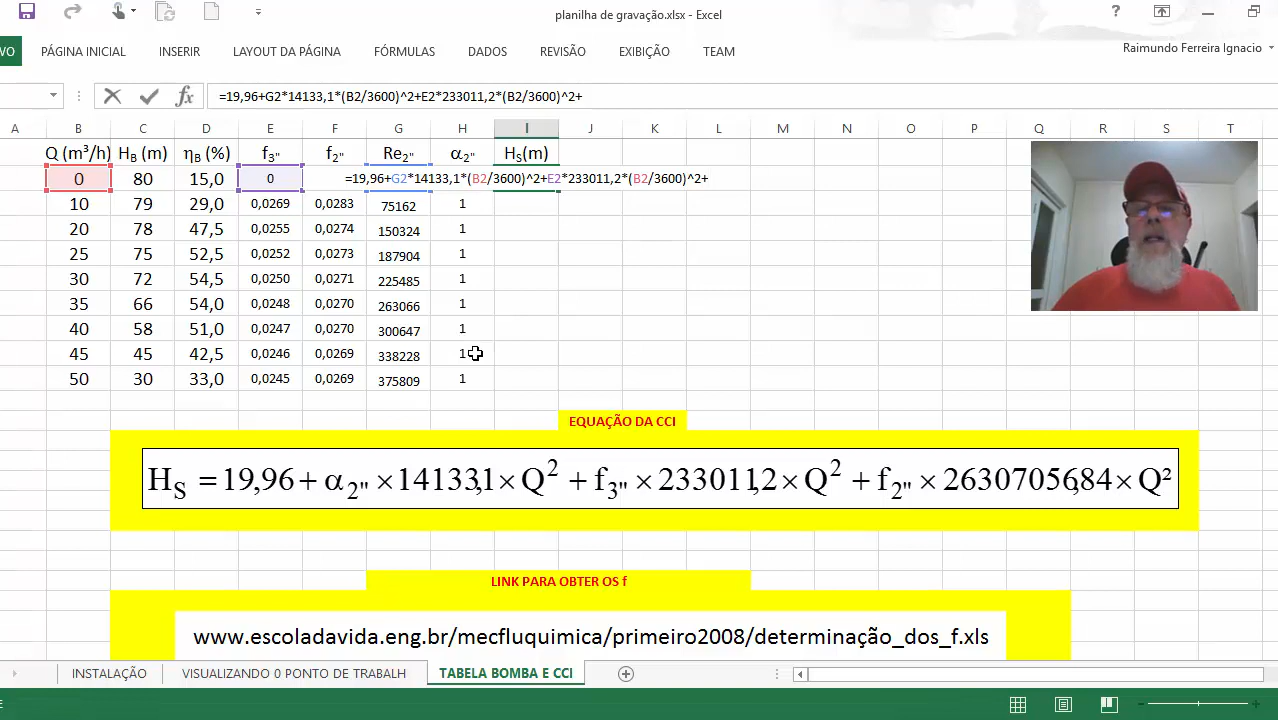 planilha de gravação.xlsx - Excel
VO PÁGINA INICIAL INSERIR LAYOUT DA PÁGINA FÓRMULAS DADOS REVISÃO EXIBIÇÃO TEAM Raimundo Ferreira Ignacio
fx =19,96+G2*14133,1*(B2/3600)^2+E2*233011,2*(B2/3600)^2+
A B C D E F G H I J K L M N O P Q R S T
Q (m³/h) H_B (m) η_B (%) f_3" f_2" Re_2" α_2" H_S(m)
0 80 15,0 0 =19,96+G2*14133,1*(B2/3600)^2+E2*233011,2*(B2/3600)^2+
10 79 29,0 0,0269 0,0283 75162 1
20 78 47,5 0,0255 0,0274 150324 1
25 75 52,5 0,0252 0,0273 187904 1
30 72 54,5 0,0250 0,0271 225485 1
35 66 54,0 0,0248 0,0270 263066 1
40 58 51,0 0,0247 0,0270 300647 1
45 45 42,5 0,0246 0,0269 338228 1
50 30 33,0 0,0245 0,0269 375809 1
EQUAÇÃO DA CCI
H_S = 19,96 + α_2" × 14133,1 × Q² + f_3" × 233011,2 × Q² + f_2" × 2630705684 × Q²
LINK PARA OBTER OS f
www.escoladavida.eng.br/mecfluquimica/primeiro2008/determinação_dos_f.xls
INSTALAÇÃO VISUALIZANDO 0 PONTO DE TRABALH TABELA BOMBA E CCI
E